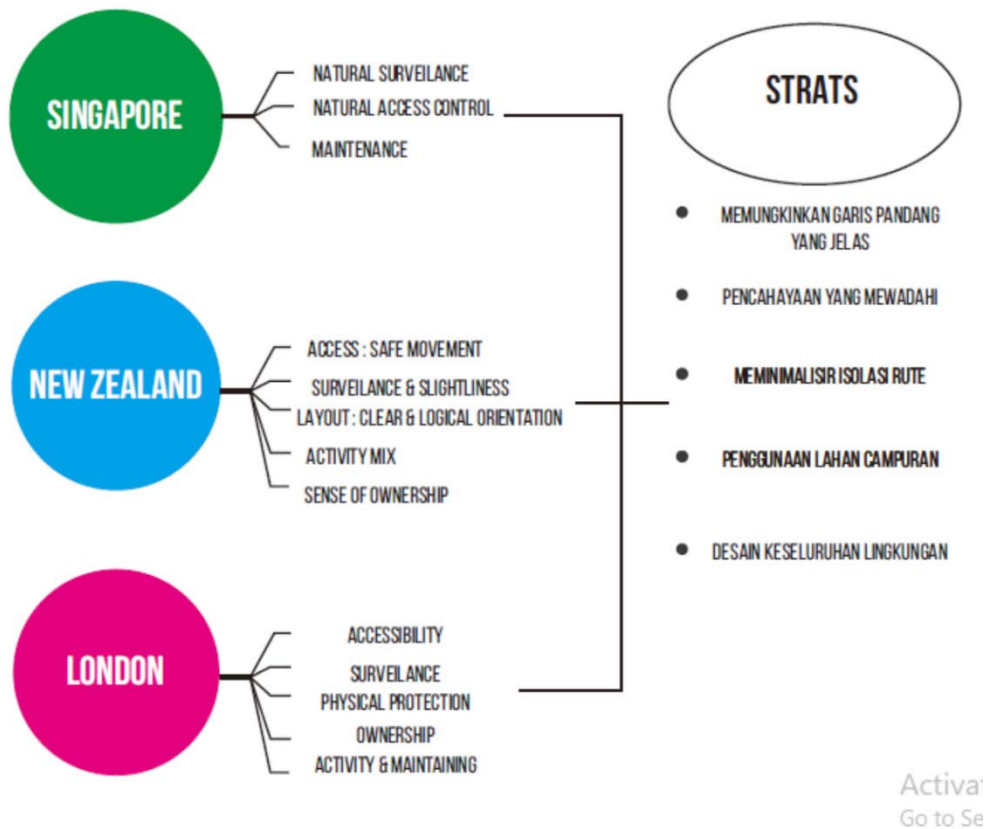 SINGAPORE
NATURAL SURVEILANCE
NATURAL ACCESS CONTROL
MAINTENANCE
NEW ZEALAND
ACCESS : SAFE MOVEMENT
SURVEILANCE & SLIGHTLINESS
LAYOUT : CLEAR & LOGICAL ORIENTATION
ACTIVITY MIX
SENSE OF OWNERSHIP
LONDON
ACCESSIBILITY
SURVEILANCE
PHYSICAL PROTECTION
OWNERSHIP
ACTIVITY & MAINTAINING
STRATS
• MEMUNGKINKAN GARIS PANDANG
YANG JELAS
• PENCAHAYAAN YANG MEWADAHI
• MEMINIMALISIR ISOLASI RUTE
• PENGGUNAAN LAHAN CAMPURAN
• DESAIN KESELURUHAN LINGKUNGAN
Go to